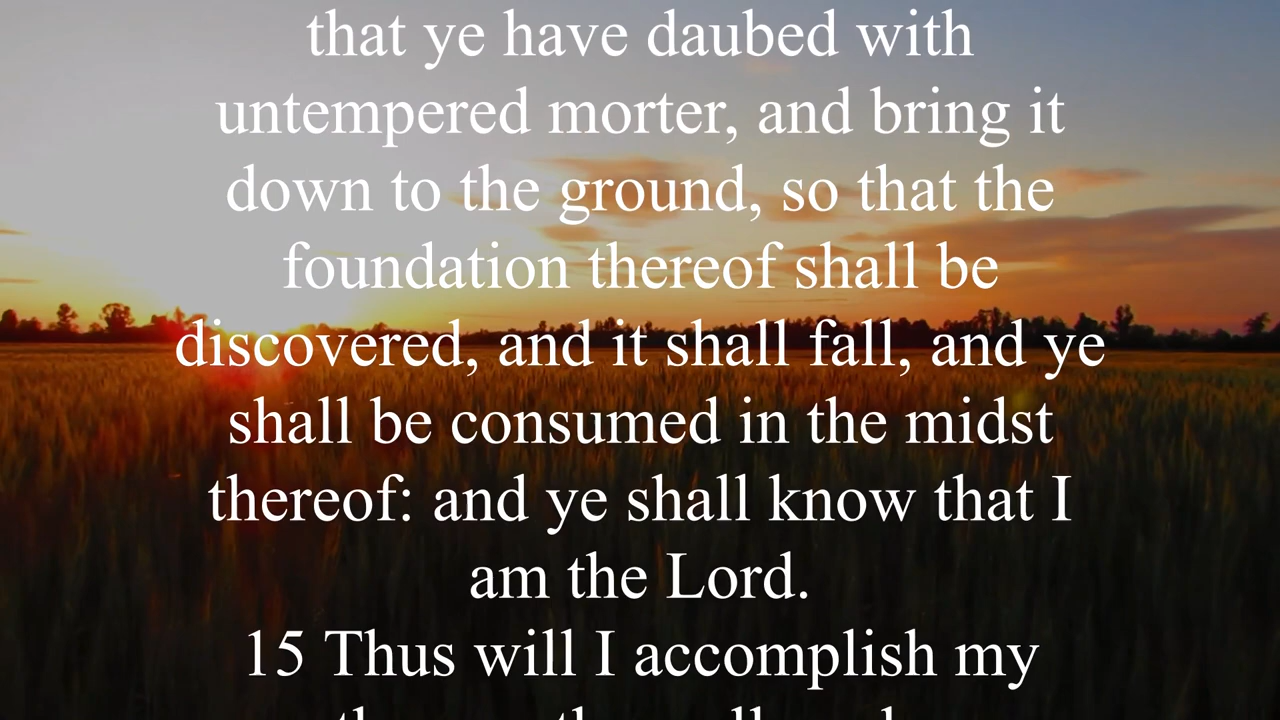 that ye have daubed with
untempered morter, and bring it
down to the ground, so that the
foundation thereof shall be
discovered, and it shall fall, and ye
shall be consumed in the midst
thereof: and ye shall know that I
am the Lord.
15 Thus will I accomplish my